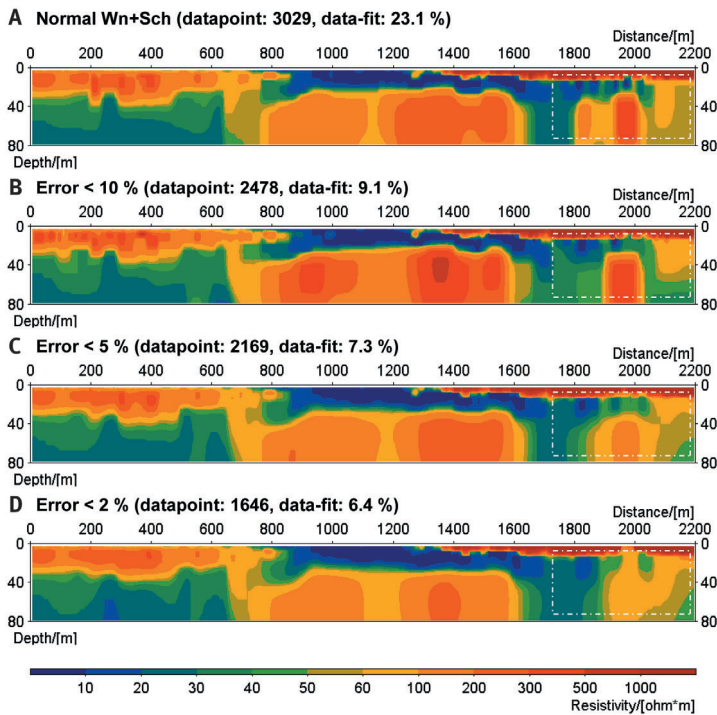 A Normal Wn+Sch (datapoint: 3029, data-fit: 23.1 %)
Distance/[m]
0 200 400 600 800 1000 1200 1400 1600 1800 2000 2200
0 0
40 40
80 80
Depth/[m]
B Error < 10 % (datapoint: 2478, data-fit: 9.1 %)
Distance/[m]
0 200 400 600 800 1000 1200 1400 1600 1800 2000 2200
0 0
40 40
80 80
Depth/[m]
C Error < 5 % (datapoint: 2169, data-fit: 7.3 %)
Distance/[m]
0 200 400 600 800 1000 1200 1400 1600 1800 2000 2200
0 0
40 40
80 80
Depth/[m]
D Error < 2 % (datapoint: 1646, data-fit: 6.4 %)
Distance/[m]
0 200 400 600 800 1000 1200 1400 1600 1800 2000 2200
0 0
40 40
80 80
Depth/[m]
10 20 30 40 50 60 100 200 300 500 1000
Resistivity/[ohm*m]